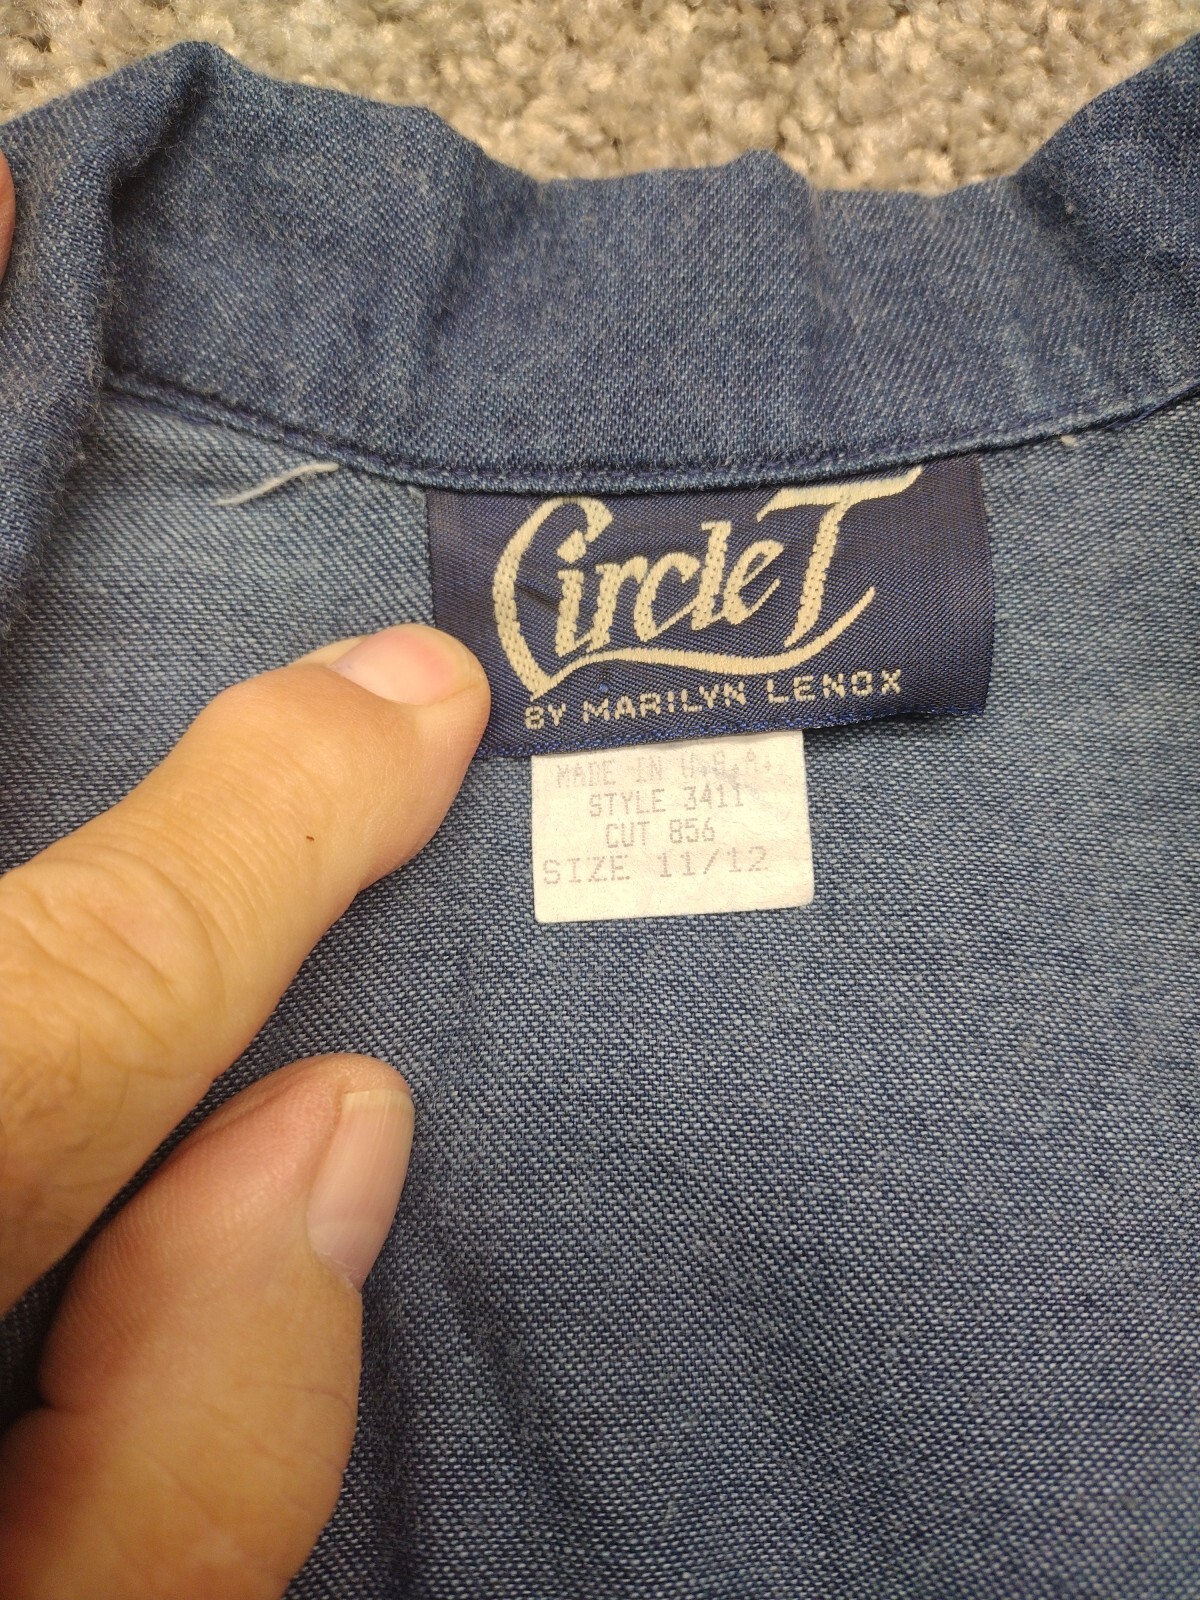 Circle T
BY MARILYN LENOX
MADE IN U.S.A.
STYLE 3411
CUT 856
SIZE 11/12